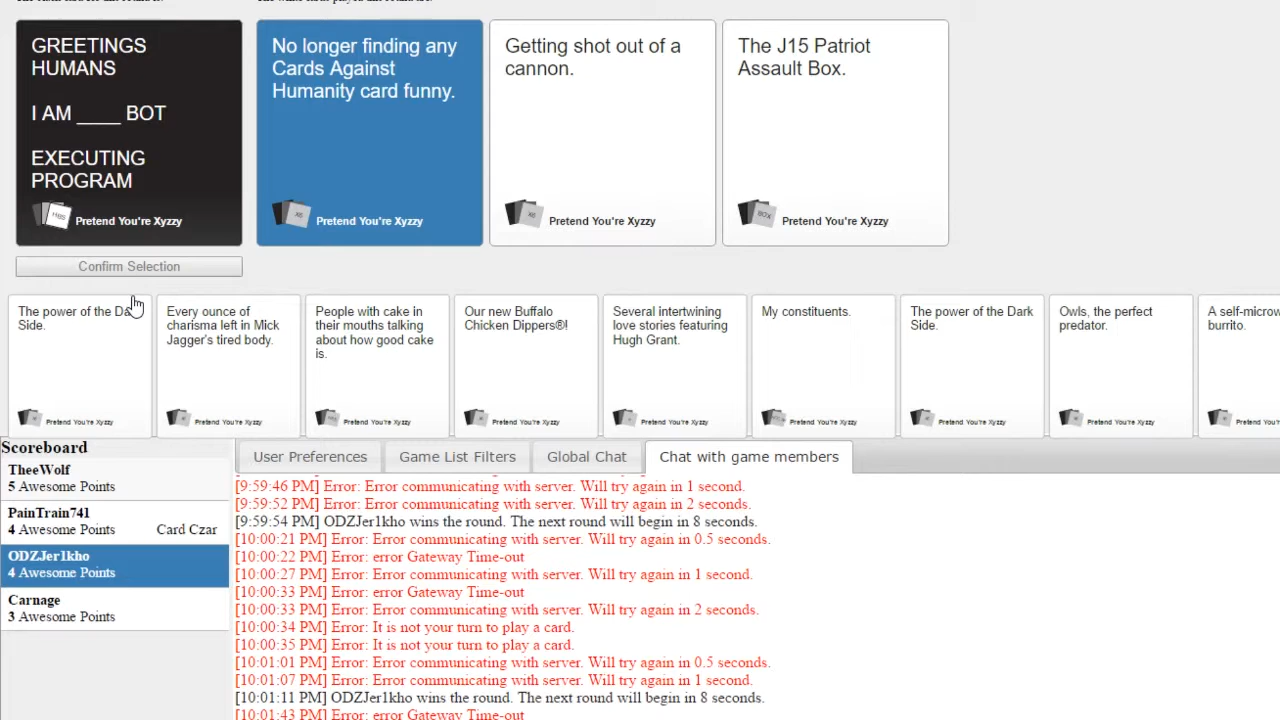 GREETINGS
HUMANS
I AM ____ BOT
EXECUTING
PROGRAM
Pretend You're Xyzzy
No longer finding any
Cards Against
Humanity card funny.
Pretend You're Xyzzy
Getting shot out of a
cannon.
Pretend You're Xyzzy
The J15 Patriot
Assault Box.
BOX
Pretend You're Xyzzy
Confirm Selection
The power of the Da
Side.
Pretend You're Xyzzy
Every ounce of
charisma left in Mick
Jagger's tired body.
Pretend You're Xyzzy
People with cake in
their mouths talking
about how good cake
is.
Pretend You're Xyzzy
Our new Buffalo
Chicken Dippers®!
Pretend You're Xyzzy
Several intertwining
love stories featuring
Hugh Grant.
Pretend You're Xyzzy
My constituents.
Pretend You're Xyzzy
The power of the Dark
Side.
Pretend You're Xyzzy
Owls, the perfect
predator.
Pretend You're Xyzzy
A self-microw
burrito.
Pretend You
Scoreboard
TheeWolf
5 Awesome Points
PainTrain741
4 Awesome Points Card Czar
ODZJer1kho
4 Awesome Points
Carnage
3 Awesome Points
User Preferences Game List Filters Global Chat Chat with game members
[9:59:46 PM] Error: Error communicating with server. Will try again in 1 second.
[9:59:52 PM] Error: Error communicating with server. Will try again in 2 seconds.
[9:59:54 PM] ODZJer1kho wins the round. The next round will begin in 8 seconds.
[10:00:21 PM] Error: Error communicating with server. Will try again in 0.5 seconds.
[10:00:22 PM] Error: error Gateway Time-out
[10:00:27 PM] Error: Error communicating with server. Will try again in 1 second.
[10:00:33 PM] Error: error Gateway Time-out
[10:00:33 PM] Error: Error communicating with server. Will try again in 2 seconds.
[10:00:34 PM] Error: It is not your turn to play a card.
[10:00:35 PM] Error: It is not your turn to play a card.
[10:01:01 PM] Error: Error communicating with server. Will try again in 0.5 seconds.
[10:01:07 PM] Error: Error communicating with server. Will try again in 1 second.
[10:01:11 PM] ODZJer1kho wins the round. The next round will begin in 8 seconds.
[10:01:43 PM] Error: error Gateway Time-out